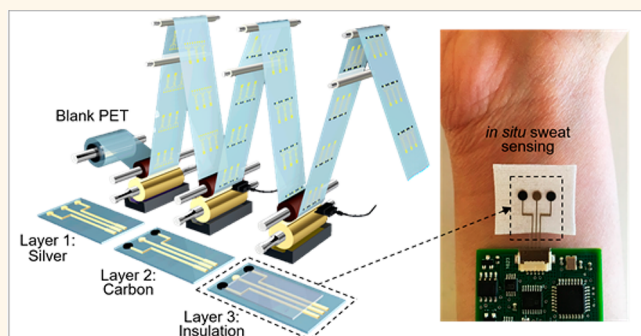 Blank PET
Layer 1:
Silver
Layer 2:
Carbon
Layer 3:
Insulation
in situ sweat
sensing